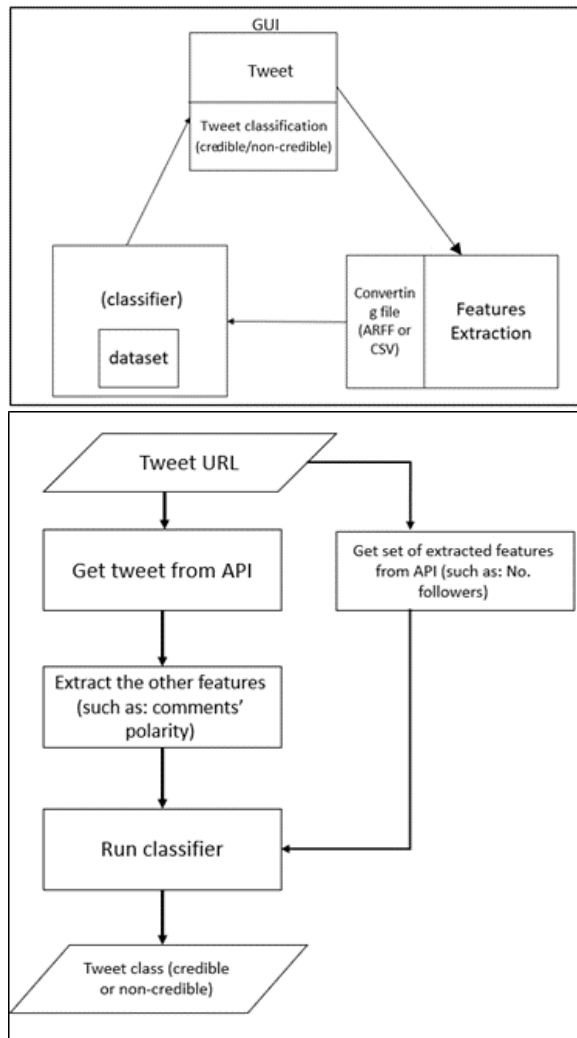 GUI
Tweet
Tweet classification
(credible/non-credible)
(classifier)
dataset
Convertin
g file
(ARFF or
CSV)
Features
Extraction
Tweet URL
Get tweet from API
Get set of extracted features
from API (such as: No.
followers)
Extract the other features
(such as: comments’
polarity)
Run classifier
Tweet class (credible
or non-credible)